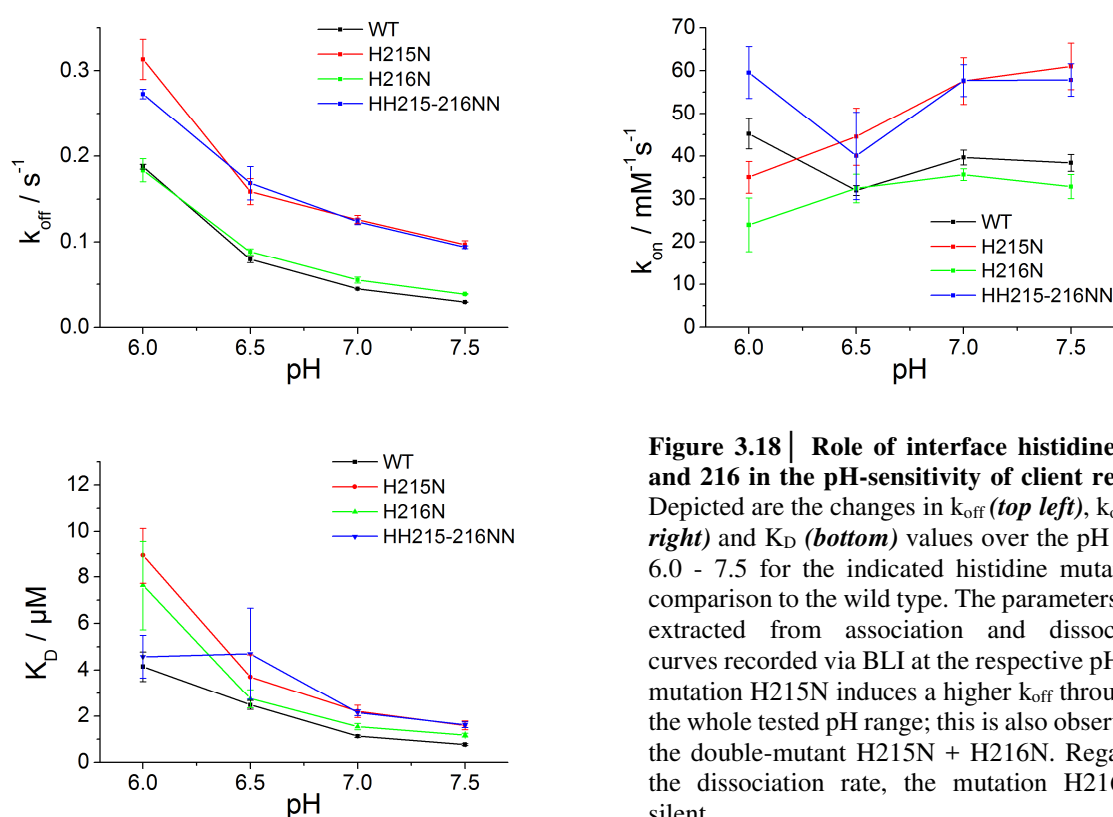 WT
H215N
H216N
HH215-216NN
0.3
0.2
0.1
0.0
k_off / s^-1
6.0 6.5 7.0 7.5
pH
70
60
50
40
30
20
10
0
k_on / mM^-1 s^-1
WT
H215N
H216N
HH215-216NN
6.0 6.5 7.0 7.5
pH
WT
H215N
H216N
HH215-216NN
12
10
8
6
4
2
0
K_D / µM
6.0 6.5 7.0 7.5
pH
Figure 3.18| Role of interface histidine
and 216 in the pH-sensitivity of client re
Depicted are the changes in k_off (top left), k
right) and K_D (bottom) values over the pH
6.0 - 7.5 for the indicated histidine muta
comparison to the wild type. The parameters
extracted from association and dissoc
curves recorded via BLI at the respective pH
mutation H215N induces a higher k_off throu
the whole tested pH range; this is also observ
the double-mutant H215N + H216N. Rega
the dissociation rate, the mutation H216
silent